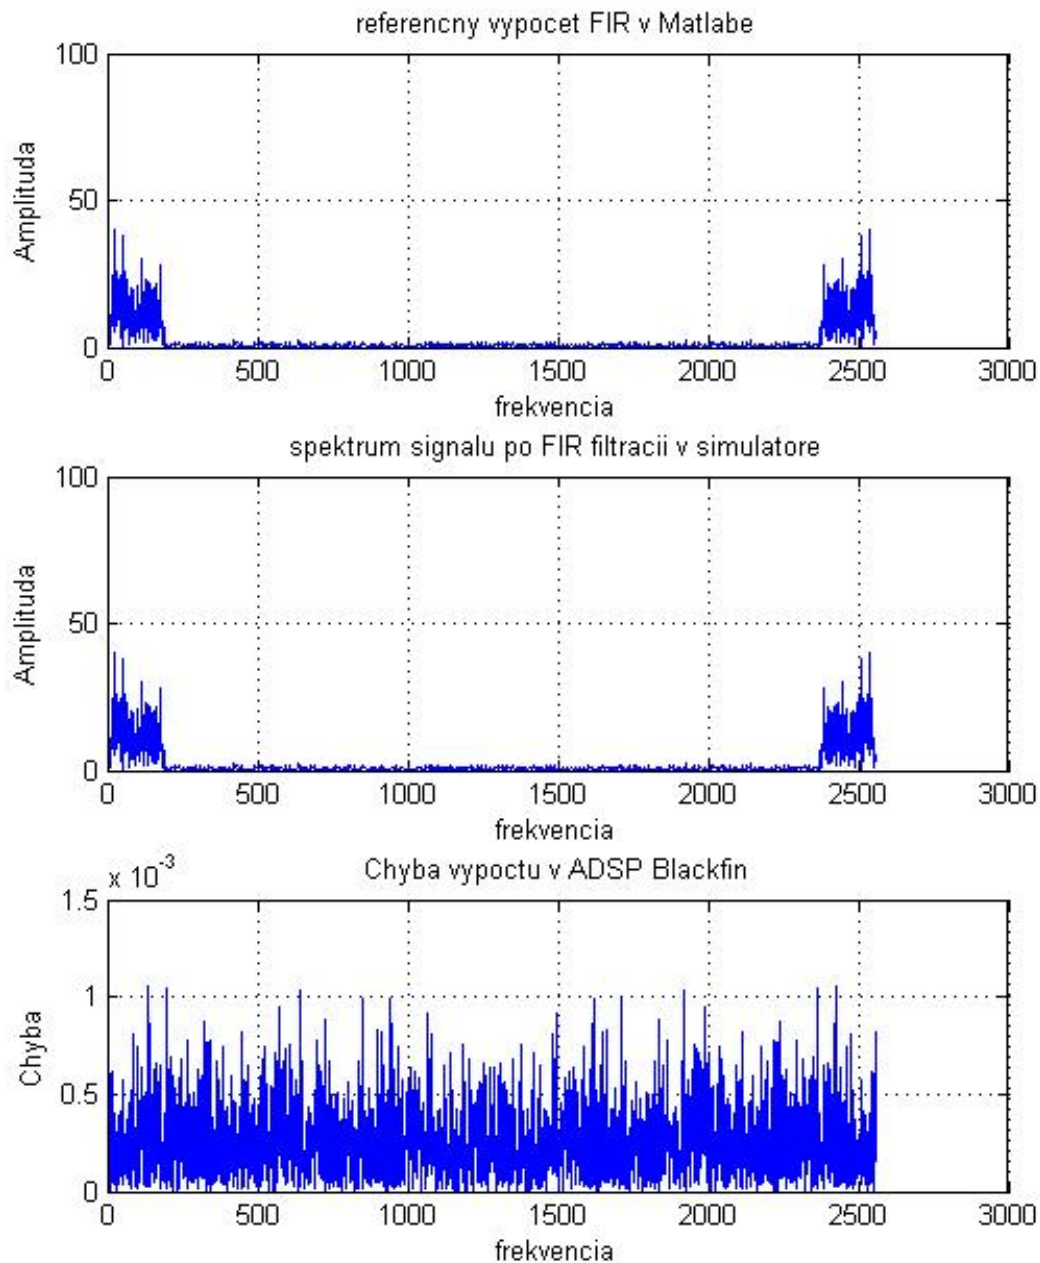 referencny vypocet FIR v Matlabe
100
50
0
Amplituda
0 500 1000 1500 2000 2500 3000
frekvencia
spektrum signalu po FIR filtracii v simulatore
100
50
0
Amplituda
0 500 1000 1500 2000 2500 3000
frekvencia
Chyba vypoctu v ADSP Blackfin
x 10^-3
1.5
1
0.5
0
Chyba
0 500 1000 1500 2000 2500 3000
frekvencia